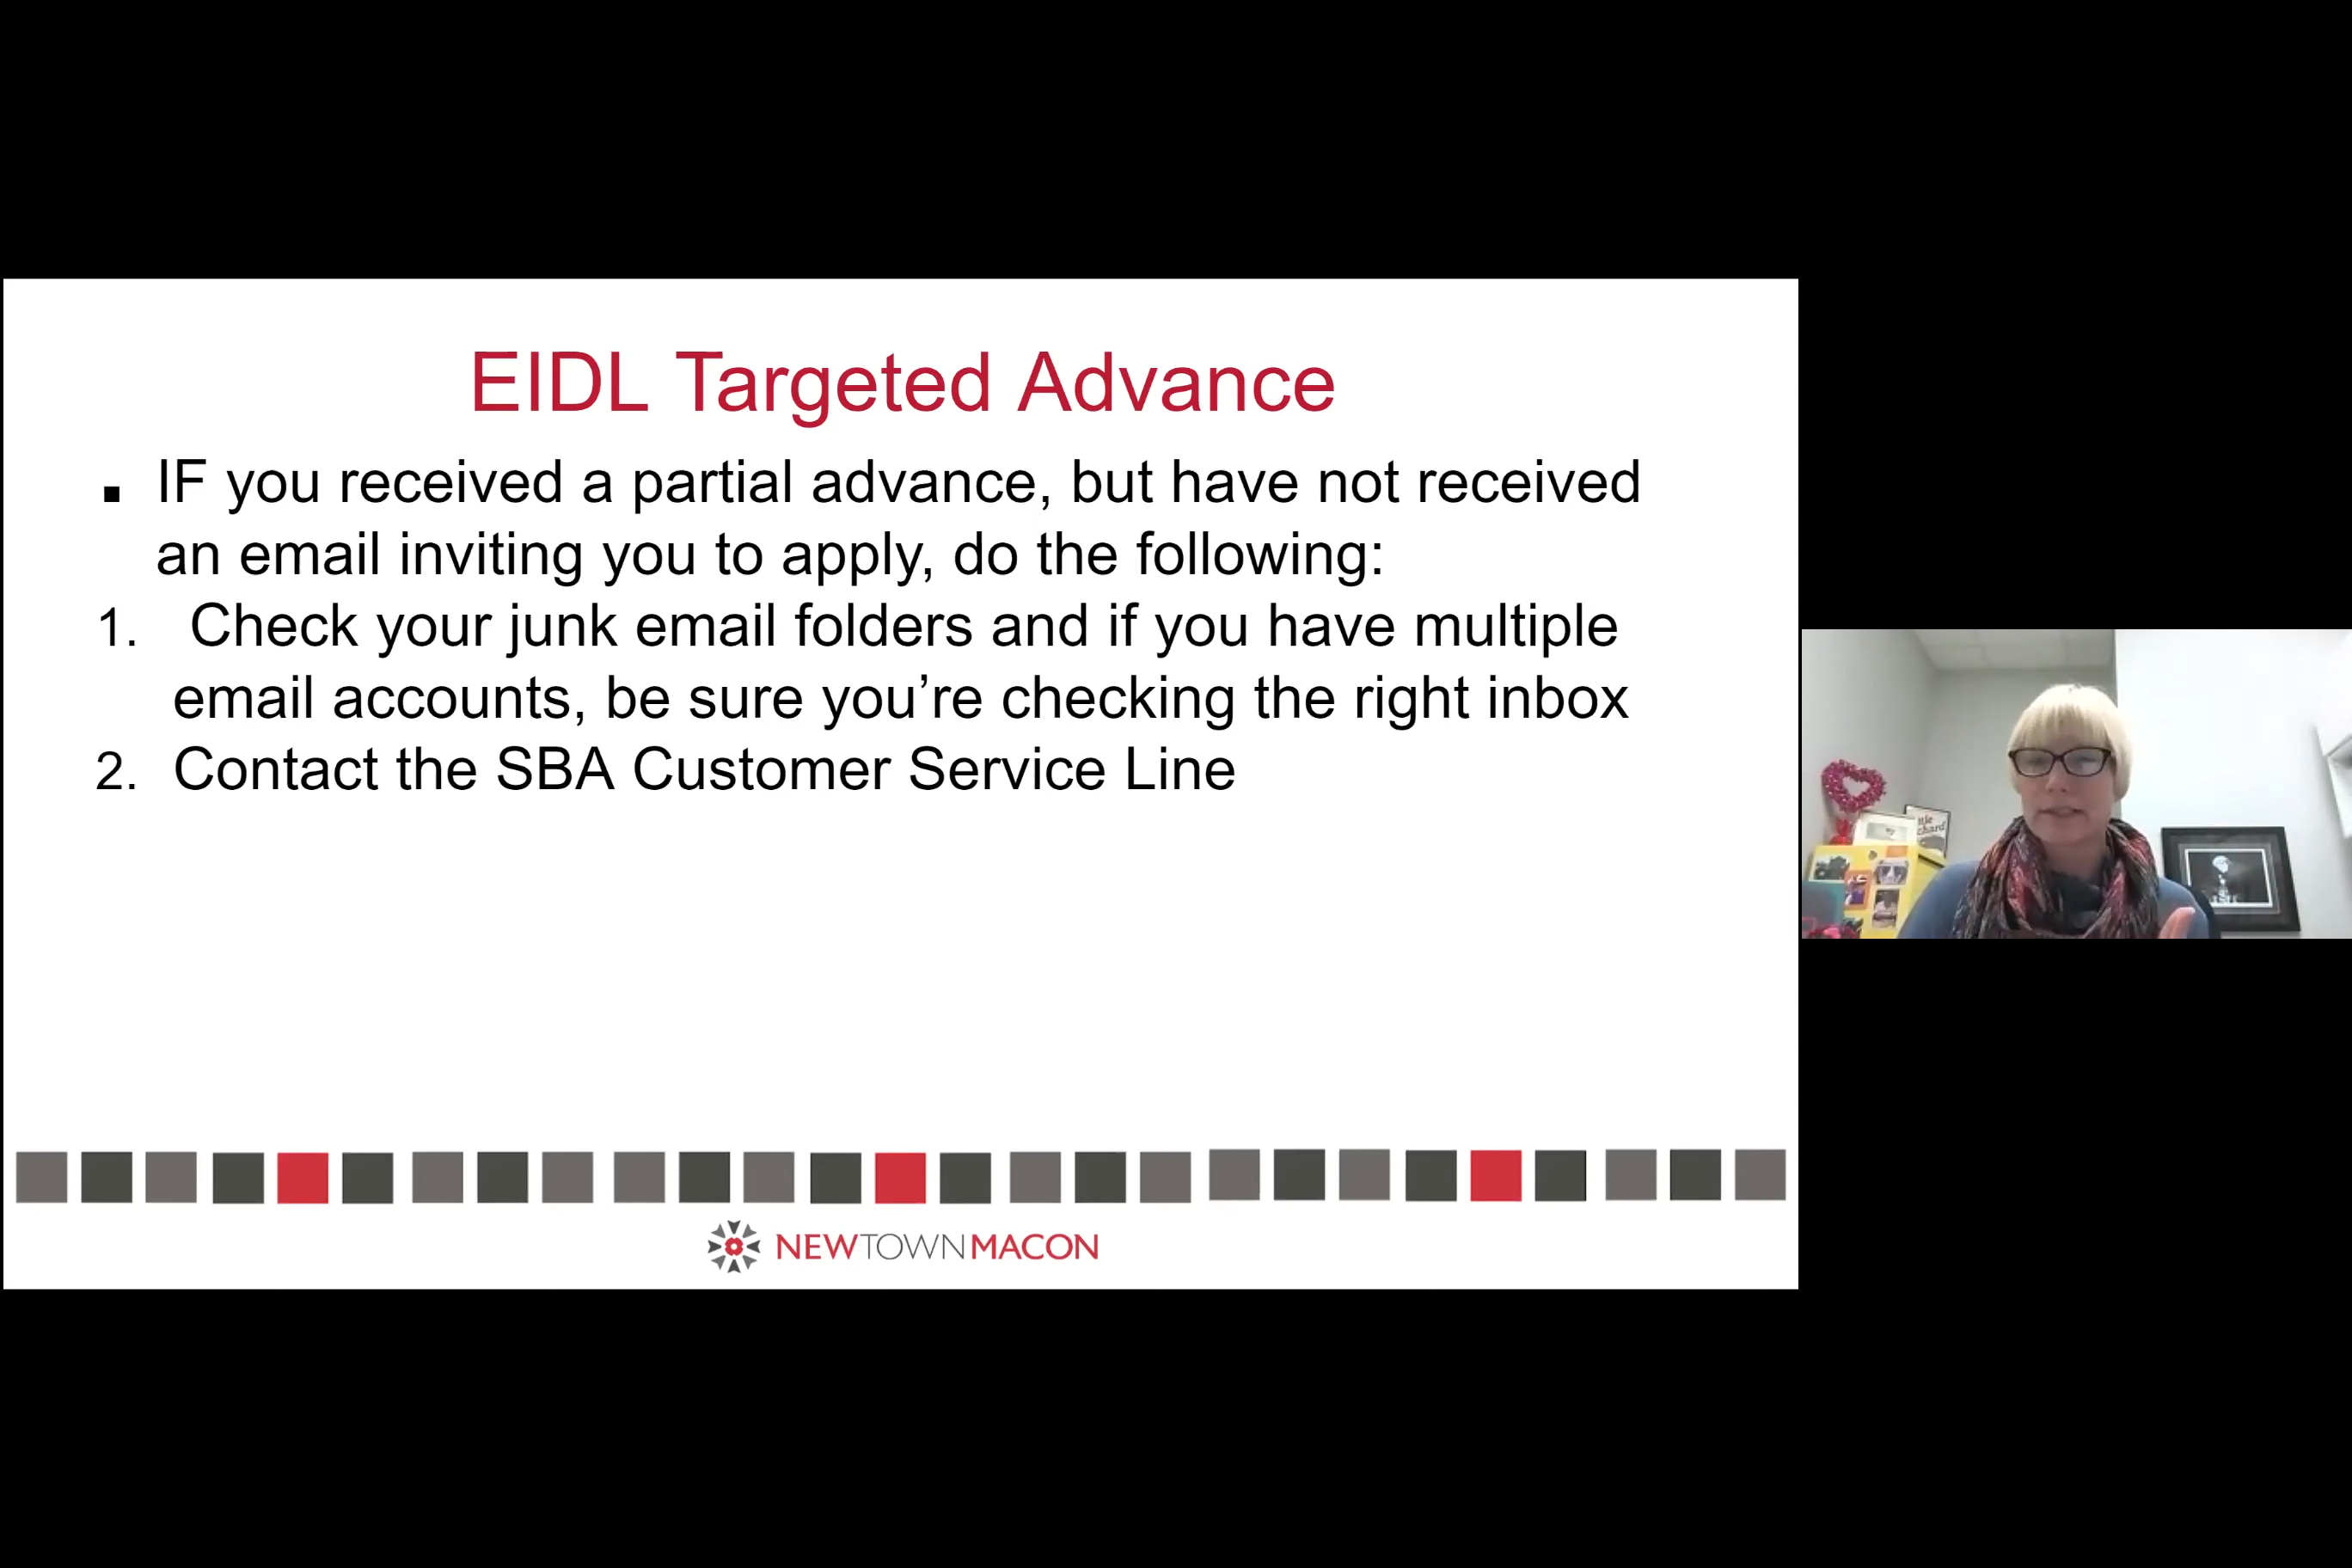 EIDL Targeted Advance
▪ IF you received a partial advance, but have not received
an email inviting you to apply, do the following:
1. Check your junk email folders and if you have multiple
email accounts, be sure you’re checking the right inbox
2. Contact the SBA Customer Service Line
NEWTOWNMACON